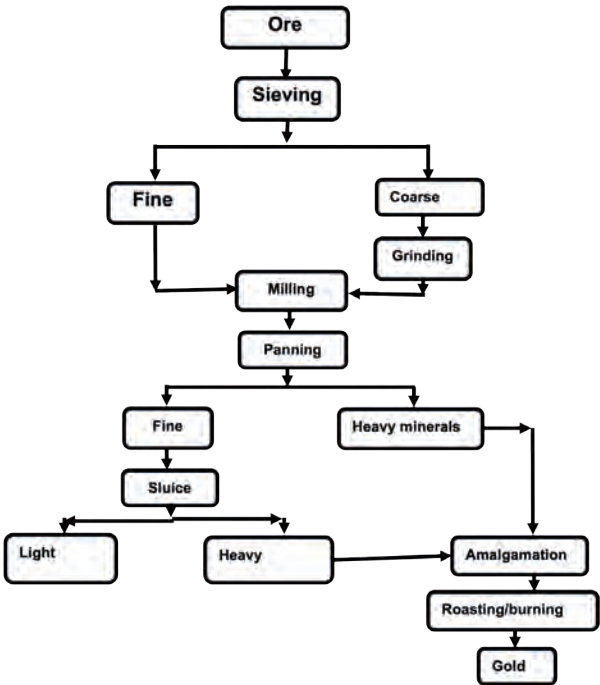 Ore
Sieving
Fine
Coarse
Grinding
Milling
Panning
Fine
Heavy minerals
Sluice
Light
Heavy
Amalgamation
Roasting/burning
Gold